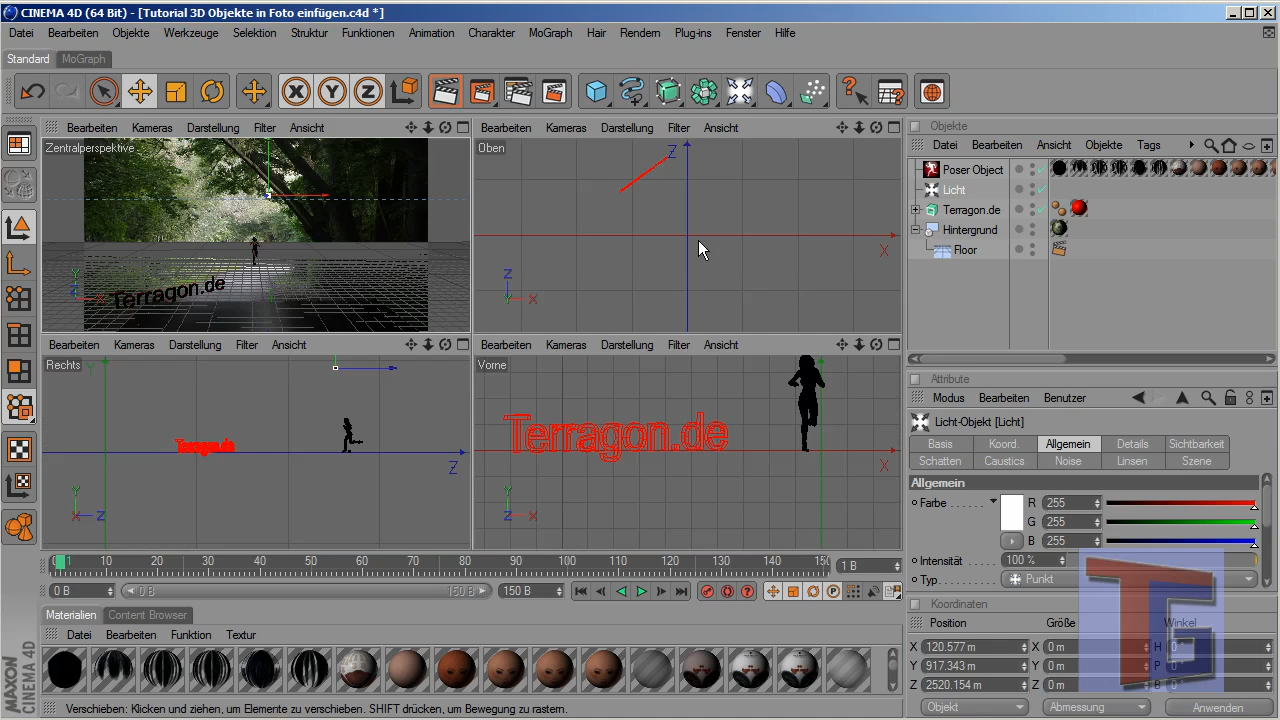 CINEMA 4D (64 Bit) - [Tutorial 3D Objekte in Foto einfügen.c4d *]
Datei Bearbeiten Objekte Werkzeuge Selektion Struktur Funktionen Animation Charakter MoGraph Hair Rendern Plug-ins Fenster Hilfe
Standard MoGraph
X Y Z
Bearbeiten Kameras Darstellung Filter Ansicht
Zentralperspektive
Terragon.de
Y X
Bearbeiten Kameras Darstellung Filter Ansicht
Oben
Z
X
Z
Y X
Bearbeiten Kameras Darstellung Filter Ansicht
Rechts
Y
Terragon.de
Z
Y
X Z
Bearbeiten Kameras Darstellung Filter Ansicht
Vorne
Terragon.de
X
Y
Z X
Objekte
Datei Bearbeiten Ansicht Objekte Tags
Poser Object
Licht
Terragon.de
Hintergrund
Floor
Attribute
Modus Bearbeiten Benutzer
Licht-Objekt [Licht]
Basis Koord. Allgemein Details Sichtbarkeit
Schatten Caustics Noise Linsen Szene
Allgemein
Farbe R 255
G 255
B 255
Intensität 100 %
Typ Punkt
0 1 10 20 30 40 50 60 70 80 90 100 110 120 130 140 150 1 B
0 B 0 B 150 B 150 B
Materialien Content Browser
Datei Bearbeiten Funktion Textur
Koordinaten
Position Größe Winkel
X 120.577 m X 0 m H 0°
Y 917.343 m Y 0 m P 0°
Z 2520.154 m Z 0 m B 0°
Objekt Abmessung Anwenden
MAXON
CINEMA 4D
Verschieben: Klicken und ziehen, um Elemente zu verschieben. SHIFT drücken, um Bewegung zu rastern.
TG